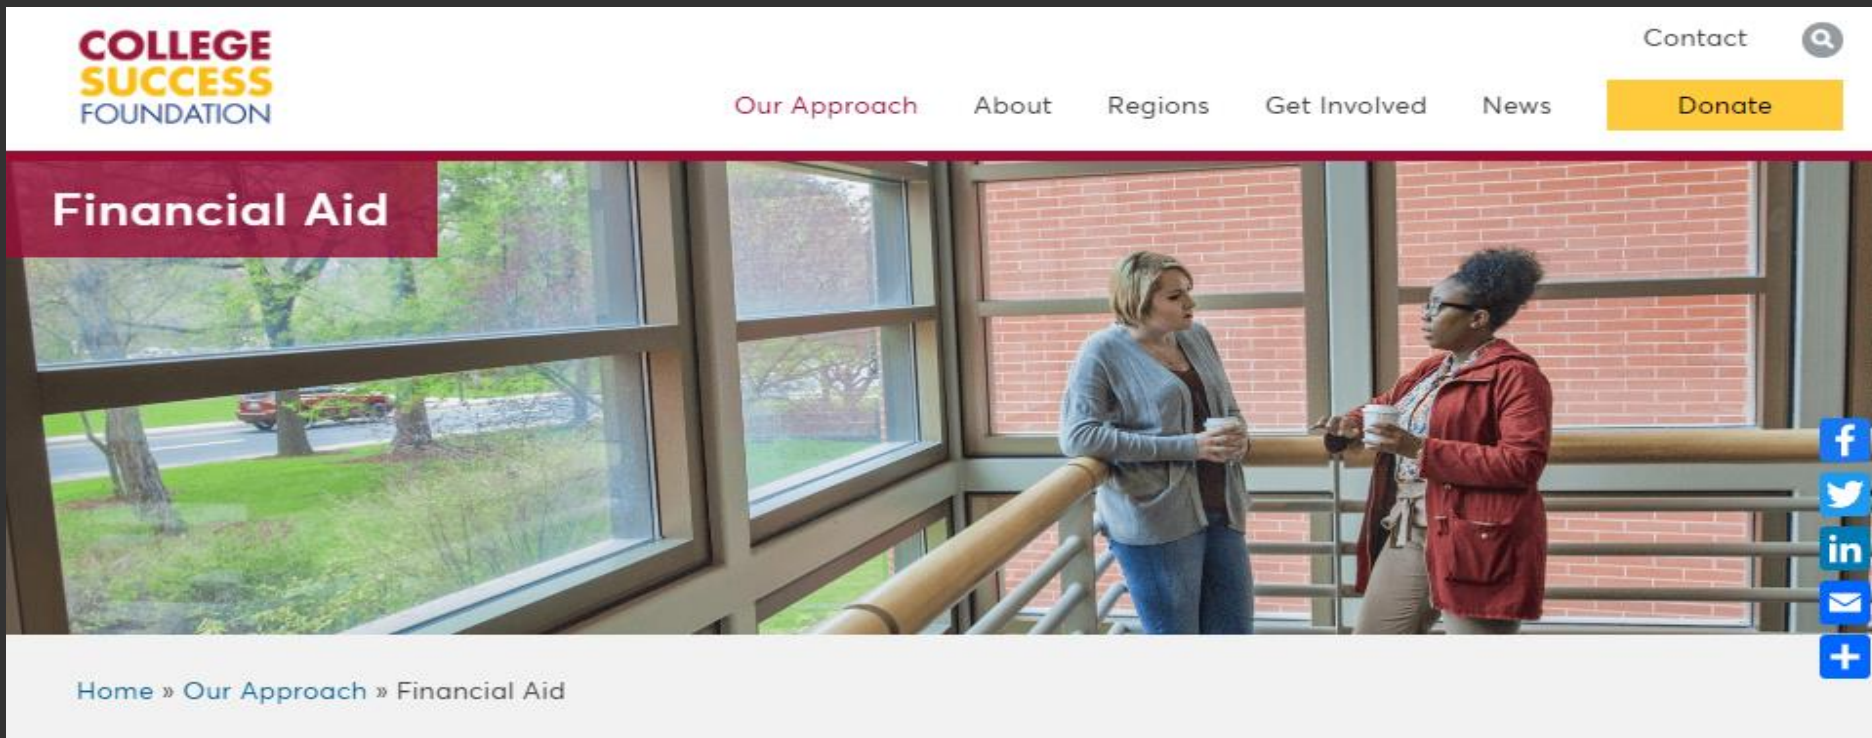 COLLEGE
SUCCESS
FOUNDATION
Contact
Our Approach About Regions Get Involved News Donate
Financial Aid
Home » Our Approach » Financial Aid